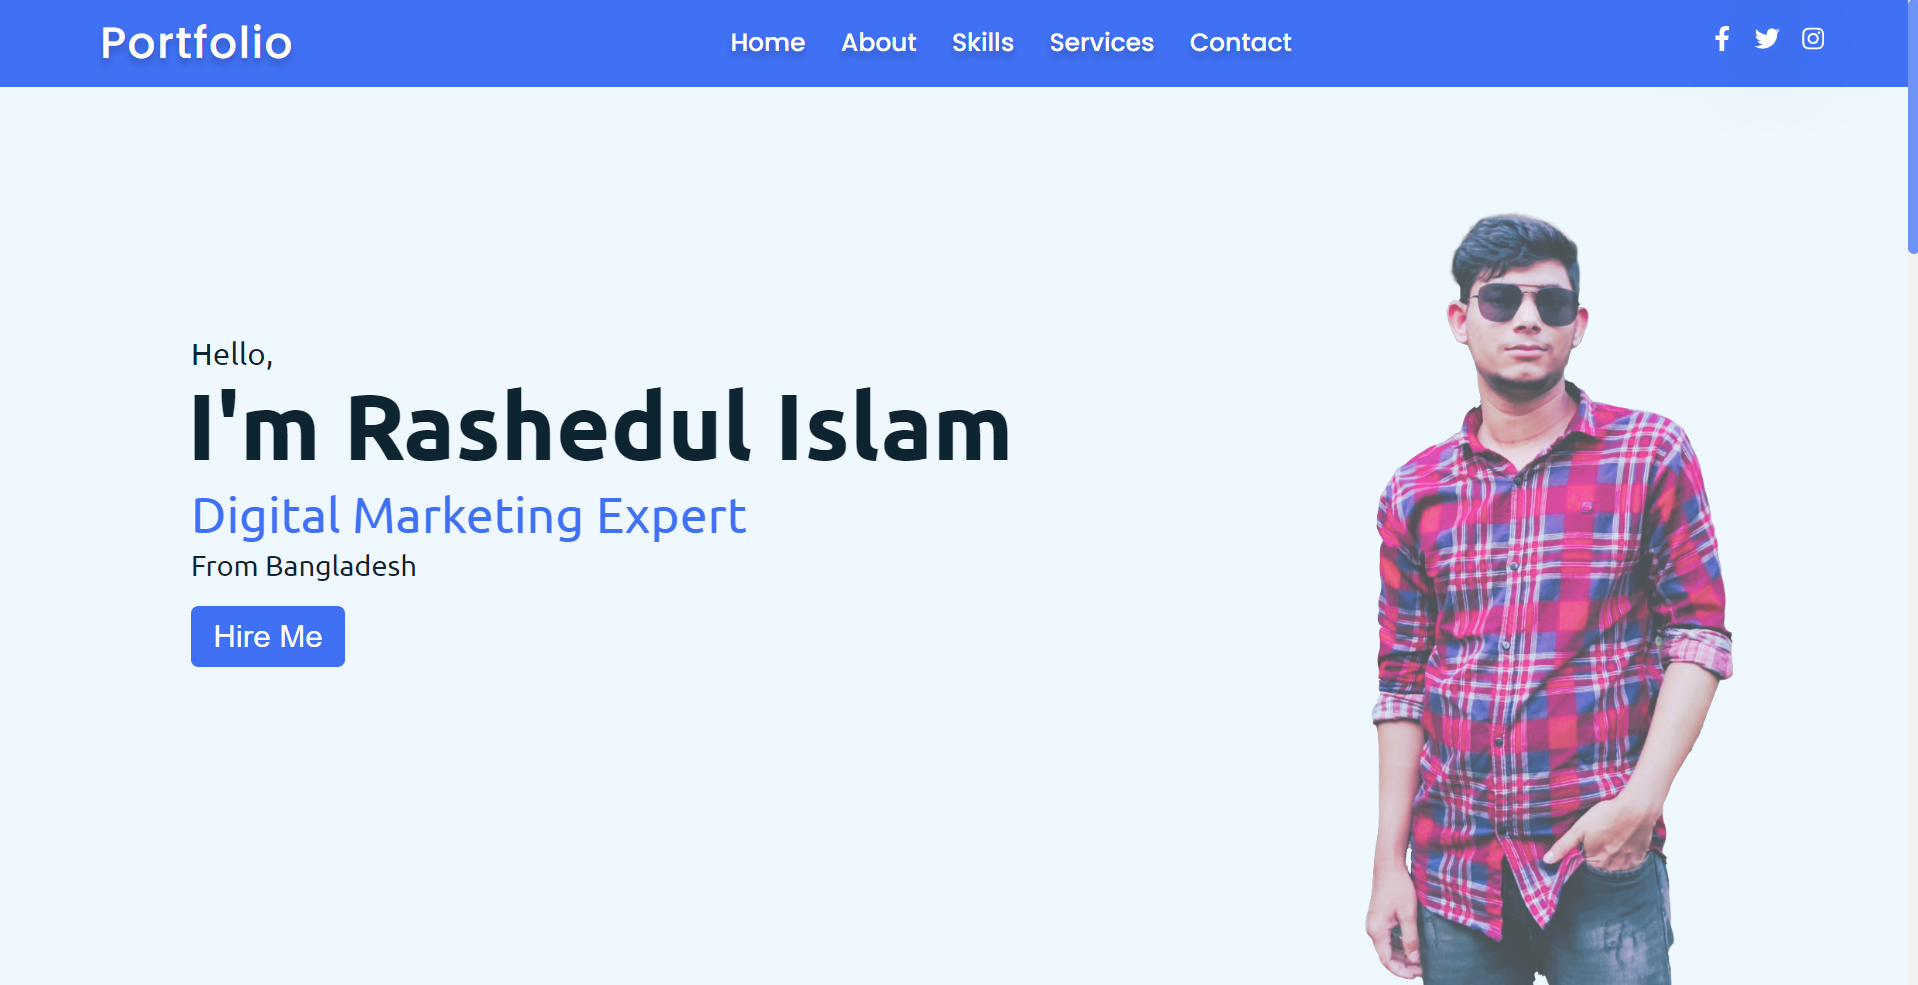 Portfolio
Home About Skills Services Contact
Hello,
I'm Rashedul Islam
Digital Marketing Expert
From Bangladesh
Hire Me